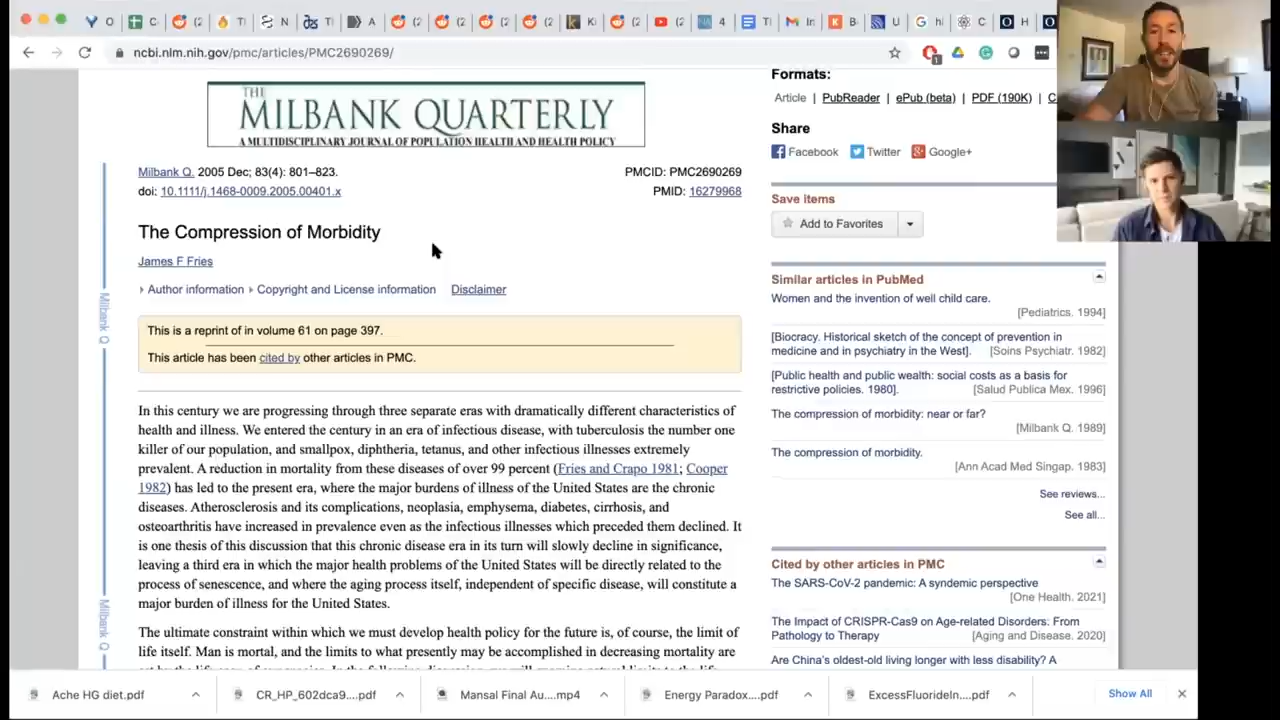 ncbi.nlm.nih.gov/pmc/articles/PMC2690269/
THE
MILBANK QUARTERLY
A MULTIDISCIPLINARY JOURNAL OF POPULATION HEALTH AND HEALTH POLICY
Milbank Q. 2005 Dec; 83(4): 801–823.
PMCID: PMC2690269
doi: 10.1111/j.1468-0009.2005.00401.x
PMID: 16279968
The Compression of Morbidity
James F Fries
Author information
Copyright and License information
Disclaimer
This is a reprint of in volume 61 on page 397.
This article has been cited by other articles in PMC.
In this century we are progressing through three separate eras with dramatically different characteristics of
health and illness. We entered the century in an era of infectious disease, with tuberculosis the number one
killer of our population, and smallpox, diphtheria, tetanus, and other infectious illnesses extremely
prevalent. A reduction in mortality from these diseases of over 99 percent (Fries and Crapo 1981; Cooper
1982) has led to the present era, where the major burdens of illness of the United States are the chronic
diseases. Atherosclerosis and its complications, neoplasia, emphysema, diabetes, cirrhosis, and
osteoarthritis have increased in prevalence even as the infectious illnesses which preceded them declined. It
is one thesis of this discussion that this chronic disease era in its turn will slowly decline in significance,
leaving a third era in which the major health problems of the United States will be directly related to the
process of senescence, and where the aging process itself, independent of specific disease, will constitute a
major burden of illness for the United States.
The ultimate constraint within which we must develop health policy for the future is, of course, the limit of
life itself. Man is mortal, and the limits to what presently may be accomplished in decreasing mortality are
Milbank Q
Milbank Q
Formats:
Article | PubReader | ePub (beta) | PDF (190K) | C
Share
Facebook
Twitter
Google+
Save items
Add to Favorites
Similar articles in PubMed
Women and the invention of well child care.
[Pediatrics. 1994]
[Biocracy. Historical sketch of the concept of prevention in
medicine and in psychiatry in the West].
[Soins Psychiatr. 1982]
[Public health and public wealth: social costs as a basis for
restrictive policies. 1980].
[Salud Publica Mex. 1996]
The compression of morbidity: near or far?
[Milbank Q. 1989]
The compression of morbidity.
[Ann Acad Med Singap. 1983]
See reviews...
See all...
Cited by other articles in PMC
The SARS-CoV-2 pandemic: A syndemic perspective
[One Health. 2021]
The Impact of CRISPR-Cas9 on Age-related Disorders: From
Pathology to Therapy
[Aging and Disease. 2020]
Are China's oldest-old living longer with less disability? A
Ache HG diet.pdf
CR_HP_602dca9....pdf
Mansal Final Au....mp4
Energy Paradox....pdf
ExcessFluorideIn....pdf
Show All